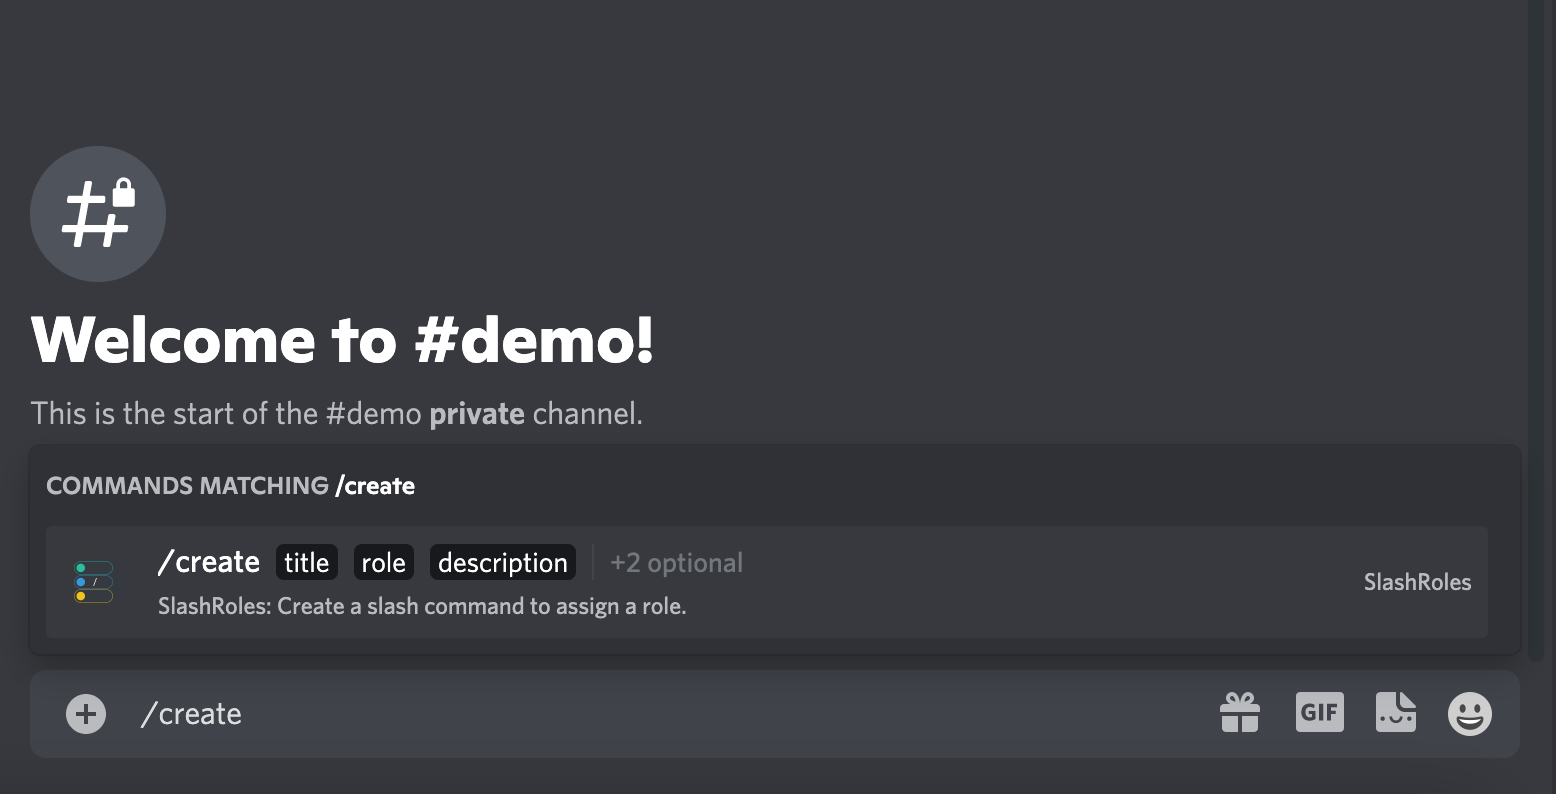 Welcome to #demo!
This is the start of the #demo private channel.
COMMANDS MATCHING /create
/create title role description +2 optional
SlashRoles: Create a slash command to assign a role.
SlashRoles
/create
GIF